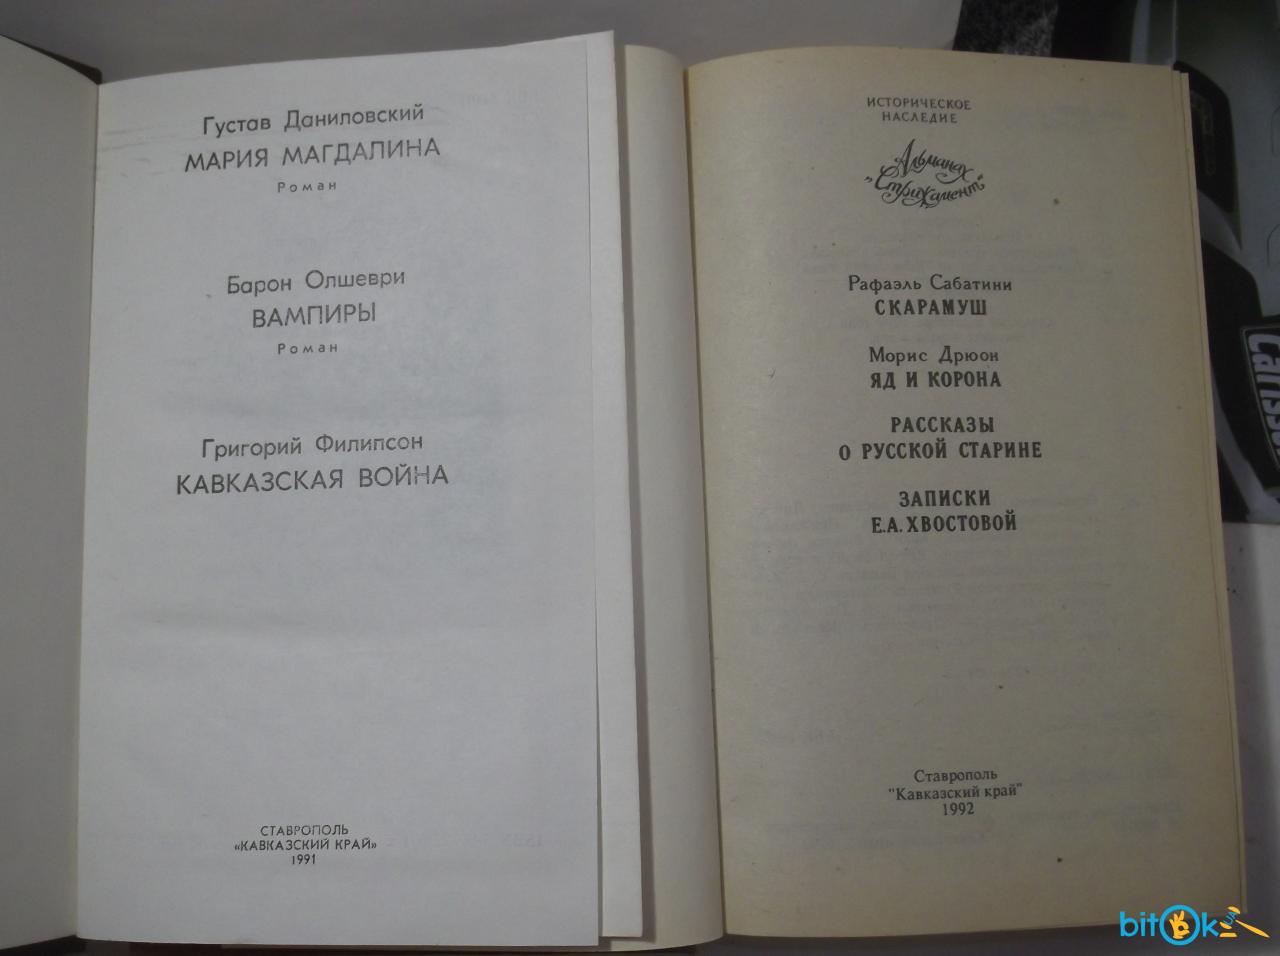 Густав Даниловский
МАРИЯ МАГДАЛИНА
Роман
Барон Олшеври
ВАМПИРЫ
Роман
Григорий Филипсон
КАВКАЗСКАЯ ВОЙНА
СТАВРОПОЛЬ
«КАВКАЗСКИЙ КРАЙ»
1991
ИСТОРИЧЕСКОЕ
НАСЛЕДИЕ
Альманах
"Стрижамент"
Рафаэль Сабатини
СКАРАМУШ
Морис Дрюон
ЯД И КОРОНА
РАССКАЗЫ
О РУССКОЙ СТАРИНЕ
ЗАПИСКИ
Е.А.ХВОСТОВОЙ
Ставрополь
"Кавказский край"
1992
bitOk